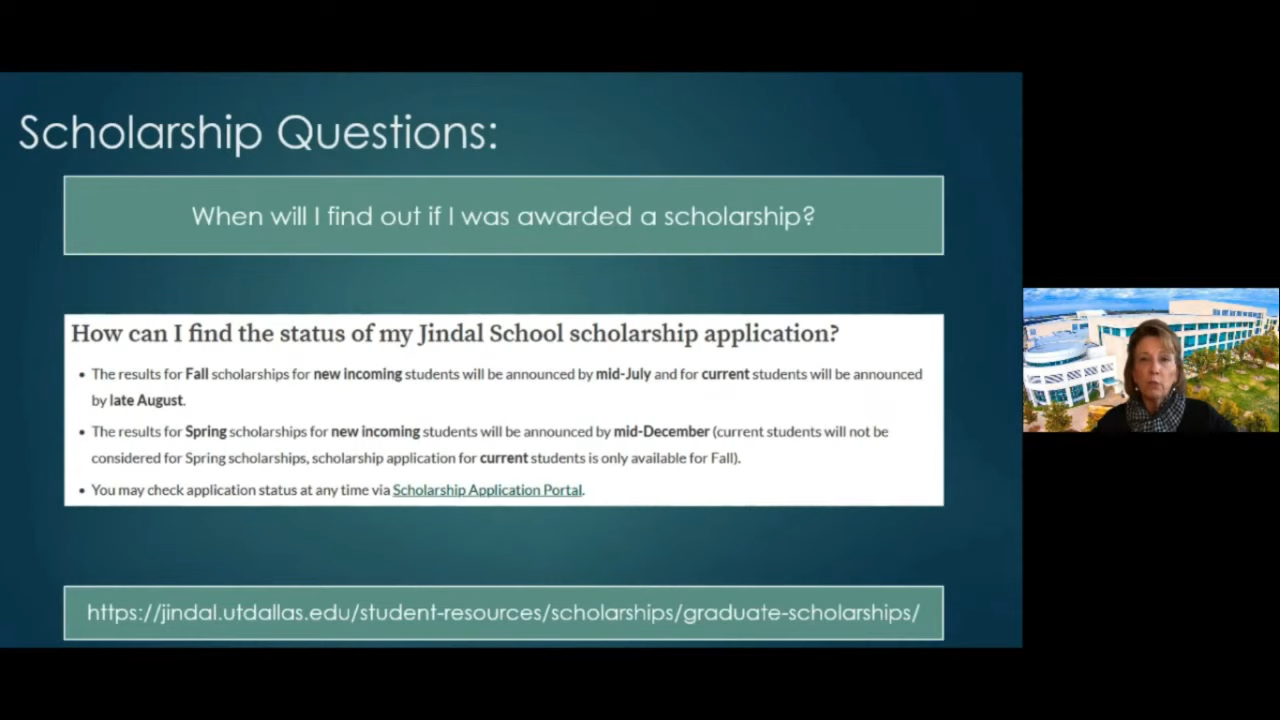 Scholarship Questions:
When will I find out if I was awarded a scholarship?
How can I find the status of my Jindal School scholarship application?
• The results for Fall scholarships for new incoming students will be announced by mid-July and for current students will be announced
by late August.
• The results for Spring scholarships for new incoming students will be announced by mid-December (current students will not be
considered for Spring scholarships, scholarship application for current students is only available for Fall).
• You may check application status at any time via Scholarship Application Portal.
https://jindal.utdallas.edu/student-resources/scholarships/graduate-scholarships/